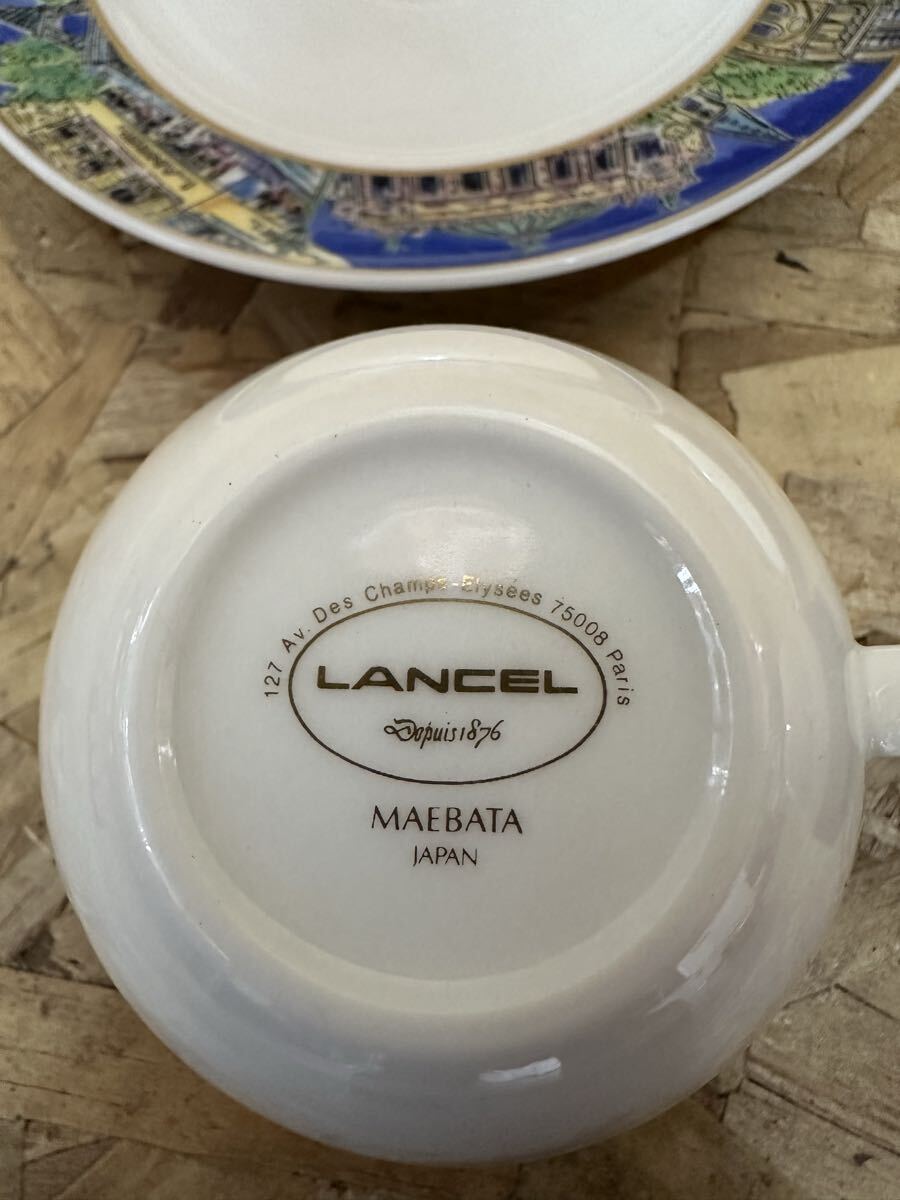 127 Av. Des Champs-Elysées 75008 Paris
LANCEL
Depuis 1876
MAEBATA
JAPAN